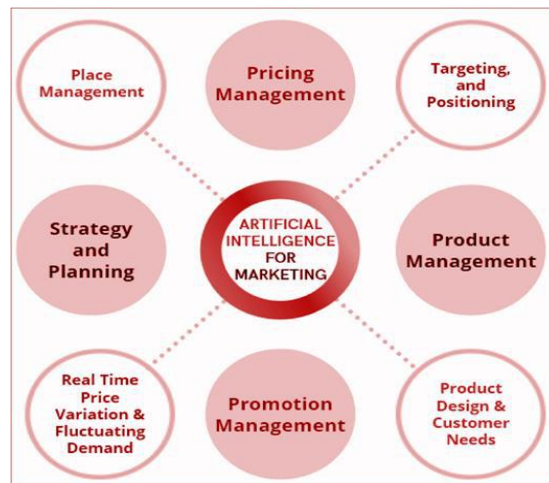 Place
Management
Pricing
Management
Targeting,
and
Positioning
Strategy
and
Planning
ARTIFICIAL
INTELLIGENCE
FOR
MARKETING
Product
Management
Real Time
Price
Variation &
Fluctuating
Demand
Promotion
Management
Product
Design &
Customer
Needs